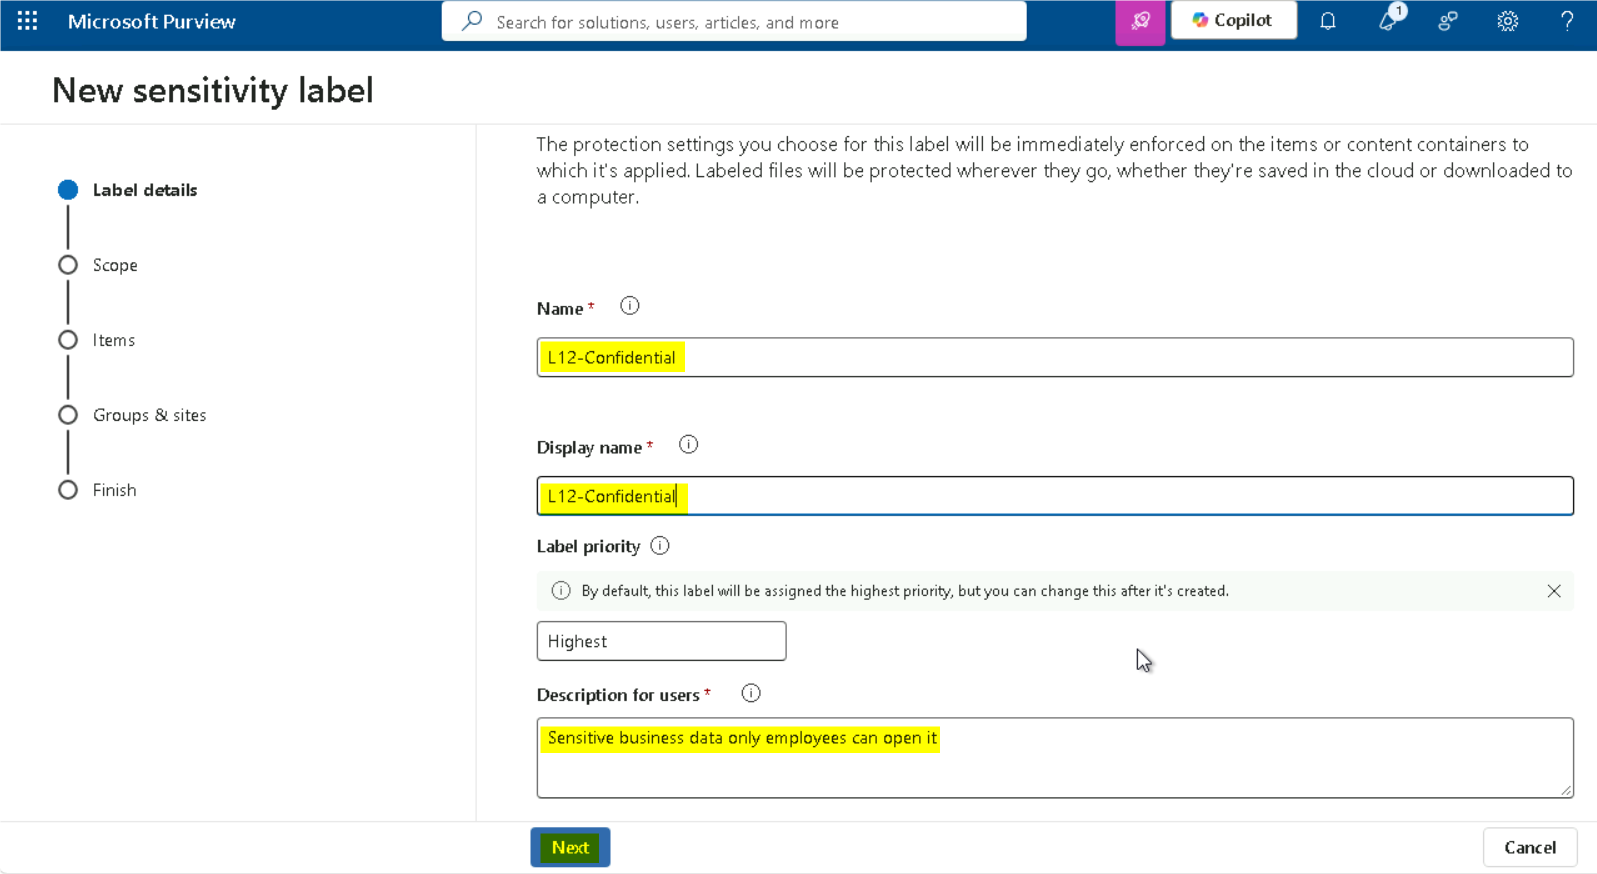 Microsoft Purview
Search for solutions, users, articles, and more
Copilot
1
?
New sensitivity label
Label details
Scope
Items
Groups & sites
Finish
The protection settings you choose for this label will be immediately enforced on the items or content containers to
which it's applied. Labeled files will be protected wherever they go, whether they're saved in the cloud or downloaded to
a computer.
Name *
L12-Confidential
Display name *
L12-Confidential
Label priority
By default, this label will be assigned the highest priority, but you can change this after it's created.
Highest
Description for users *
Sensitive business data only employees can open it
Next
Cancel